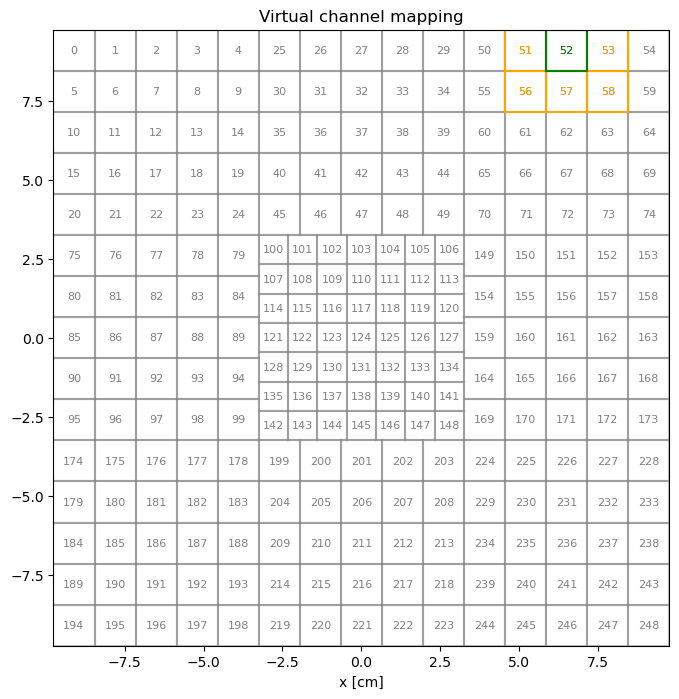 Virtual channel mapping
0 1 2 3 4 25 26 27 28 29 50 51 52 53 54
7.5 5 6 7 8 9 30 31 32 33 34 55 56 57 58 59
10 11 12 13 14 35 36 37 38 39 60 61 62 63 64
5.0 15 16 17 18 19 40 41 42 43 44 65 66 67 68 69
20 21 22 23 24 45 46 47 48 49 70 71 72 73 74
2.5 75 76 77 78 79 100 101 102 103 104 105 106 149 150 151 152 153
107 108 109 110 111 112 113
80 81 82 83 84 114 115 116 117 118 119 120 154 155 156 157 158
0.0 85 86 87 88 89 121 122 123 124 125 126 127 159 160 161 162 163
128 129 130 131 132 133 134
90 91 92 93 94 135 136 137 138 139 140 141 164 165 166 167 168
−2.5 95 96 97 98 99 142 143 144 145 146 147 148 169 170 171 172 173
174 175 176 177 178 199 200 201 202 203 224 225 226 227 228
−5.0 179 180 181 182 183 204 205 206 207 208 229 230 231 232 233
184 185 186 187 188 209 210 211 212 213 234 235 236 237 238
−7.5 189 190 191 192 193 214 215 216 217 218 239 240 241 242 243
194 195 196 197 198 219 220 221 222 223 244 245 246 247 248
−7.5 −5.0 −2.5 0.0 2.5 5.0 7.5
x [cm]